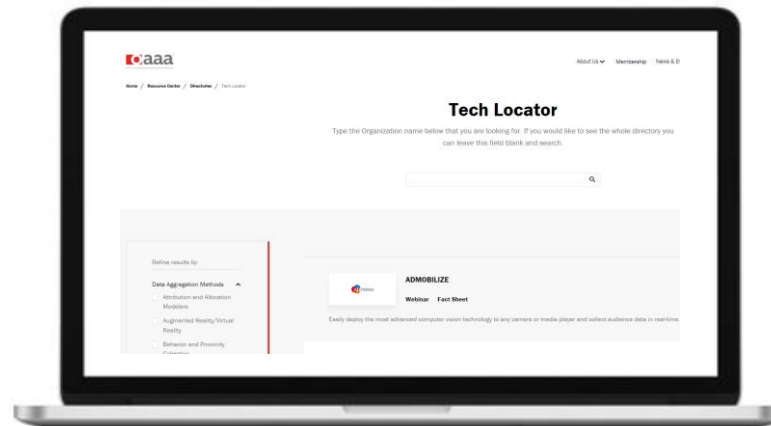 oaaa
About Us Membership News & E
Home / Resource Center / Directories / Tech Locator
Tech Locator
Type the Organization name below that you are looking for. If you would like to see the whole directory you
can leave this field blank and search.
Refine results by
Data Aggregation Methods
Attribution and Allocation
Modelers
Augmented Reality/Virtual
Reality
Behavior and Proximity
Collection
ADMOBILIZE
Webinar Fact Sheet
Easily deploy the most advanced computer vision technology to any camera or media player and collect audience data in real-time.